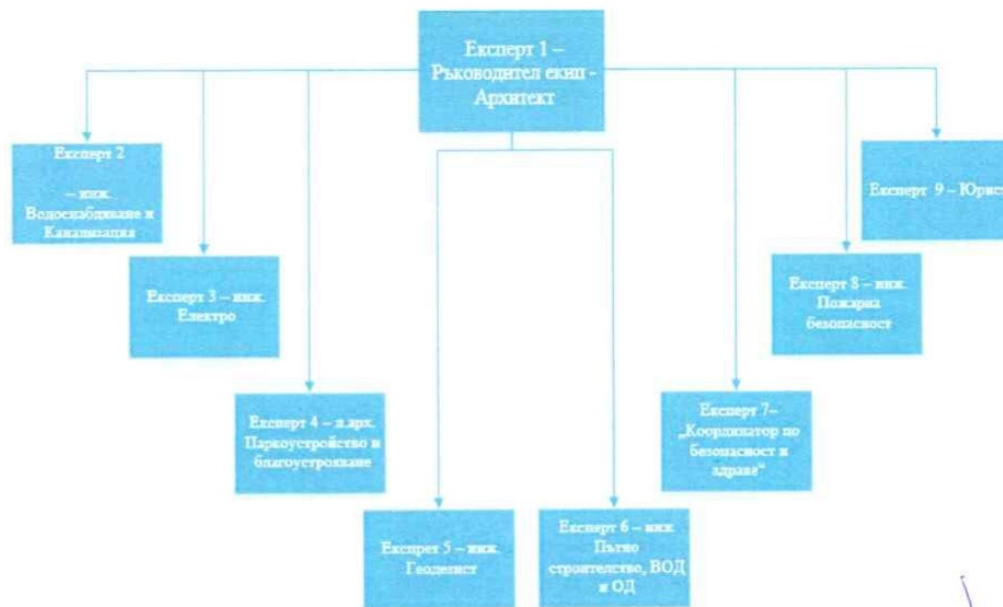 Експерт 1 –
Ръководител екип -
Архитект
Експерт 2
– инж.
Водоснабдяване и
Канализация
Експерт 3 – инж.
Електро
Експерт 4 – л.арх.
Паркоустройство и
благоустрояване
Експрет 5 – инж.
Геодезист
Експерт 6 – инж
Пътно
строителство, ВОД
и ОД
Експерт 7–
„Координатор по
безопасност и
здраве“
Експерт 8 – инж.
Пожарна
безопасност
Експерт 9 – Юрист